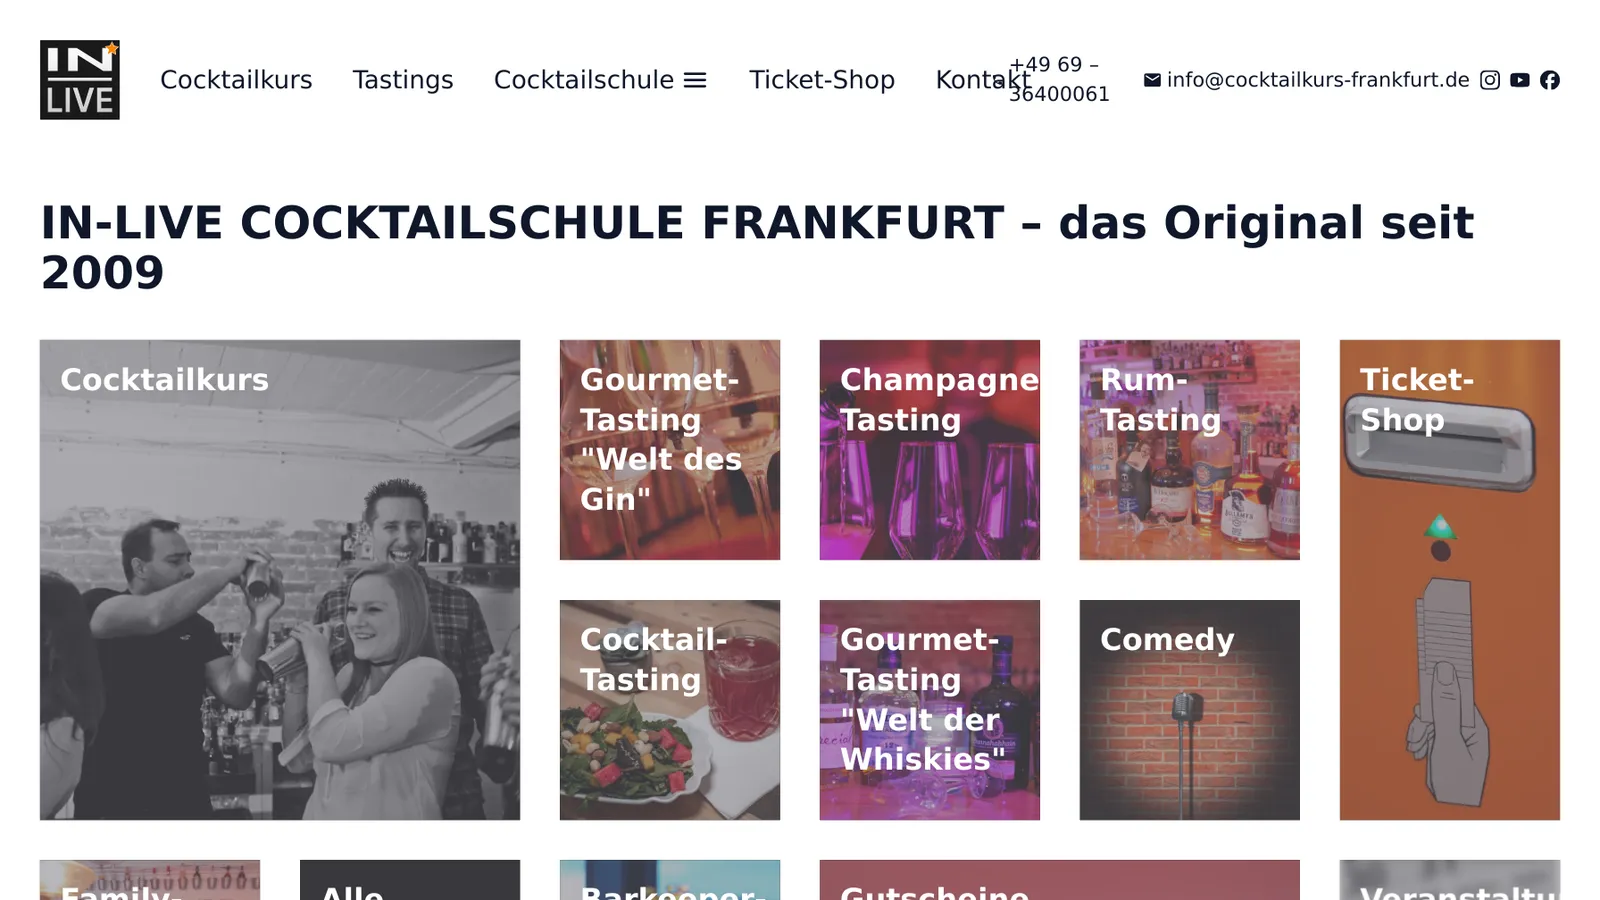 IN
LIVE
Cocktailkurs
Tastings
Cocktailschule
Ticket-Shop
Kontakt
+49 69 –
36400061
info@cocktailkurs-frankfurt.de
IN-LIVE COCKTAILSCHULE FRANKFURT – das Original seit
2009
Cocktailkurs
Gourmet-
Tasting
"Welt des
Gin"
Champagner
Tasting
Rum-
Tasting
Ticket-
Shop
Cocktail-
Tasting
Gourmet-
Tasting
"Welt der
Whiskies"
Comedy
Family-
Alle
Barkeeper-
Gutscheine